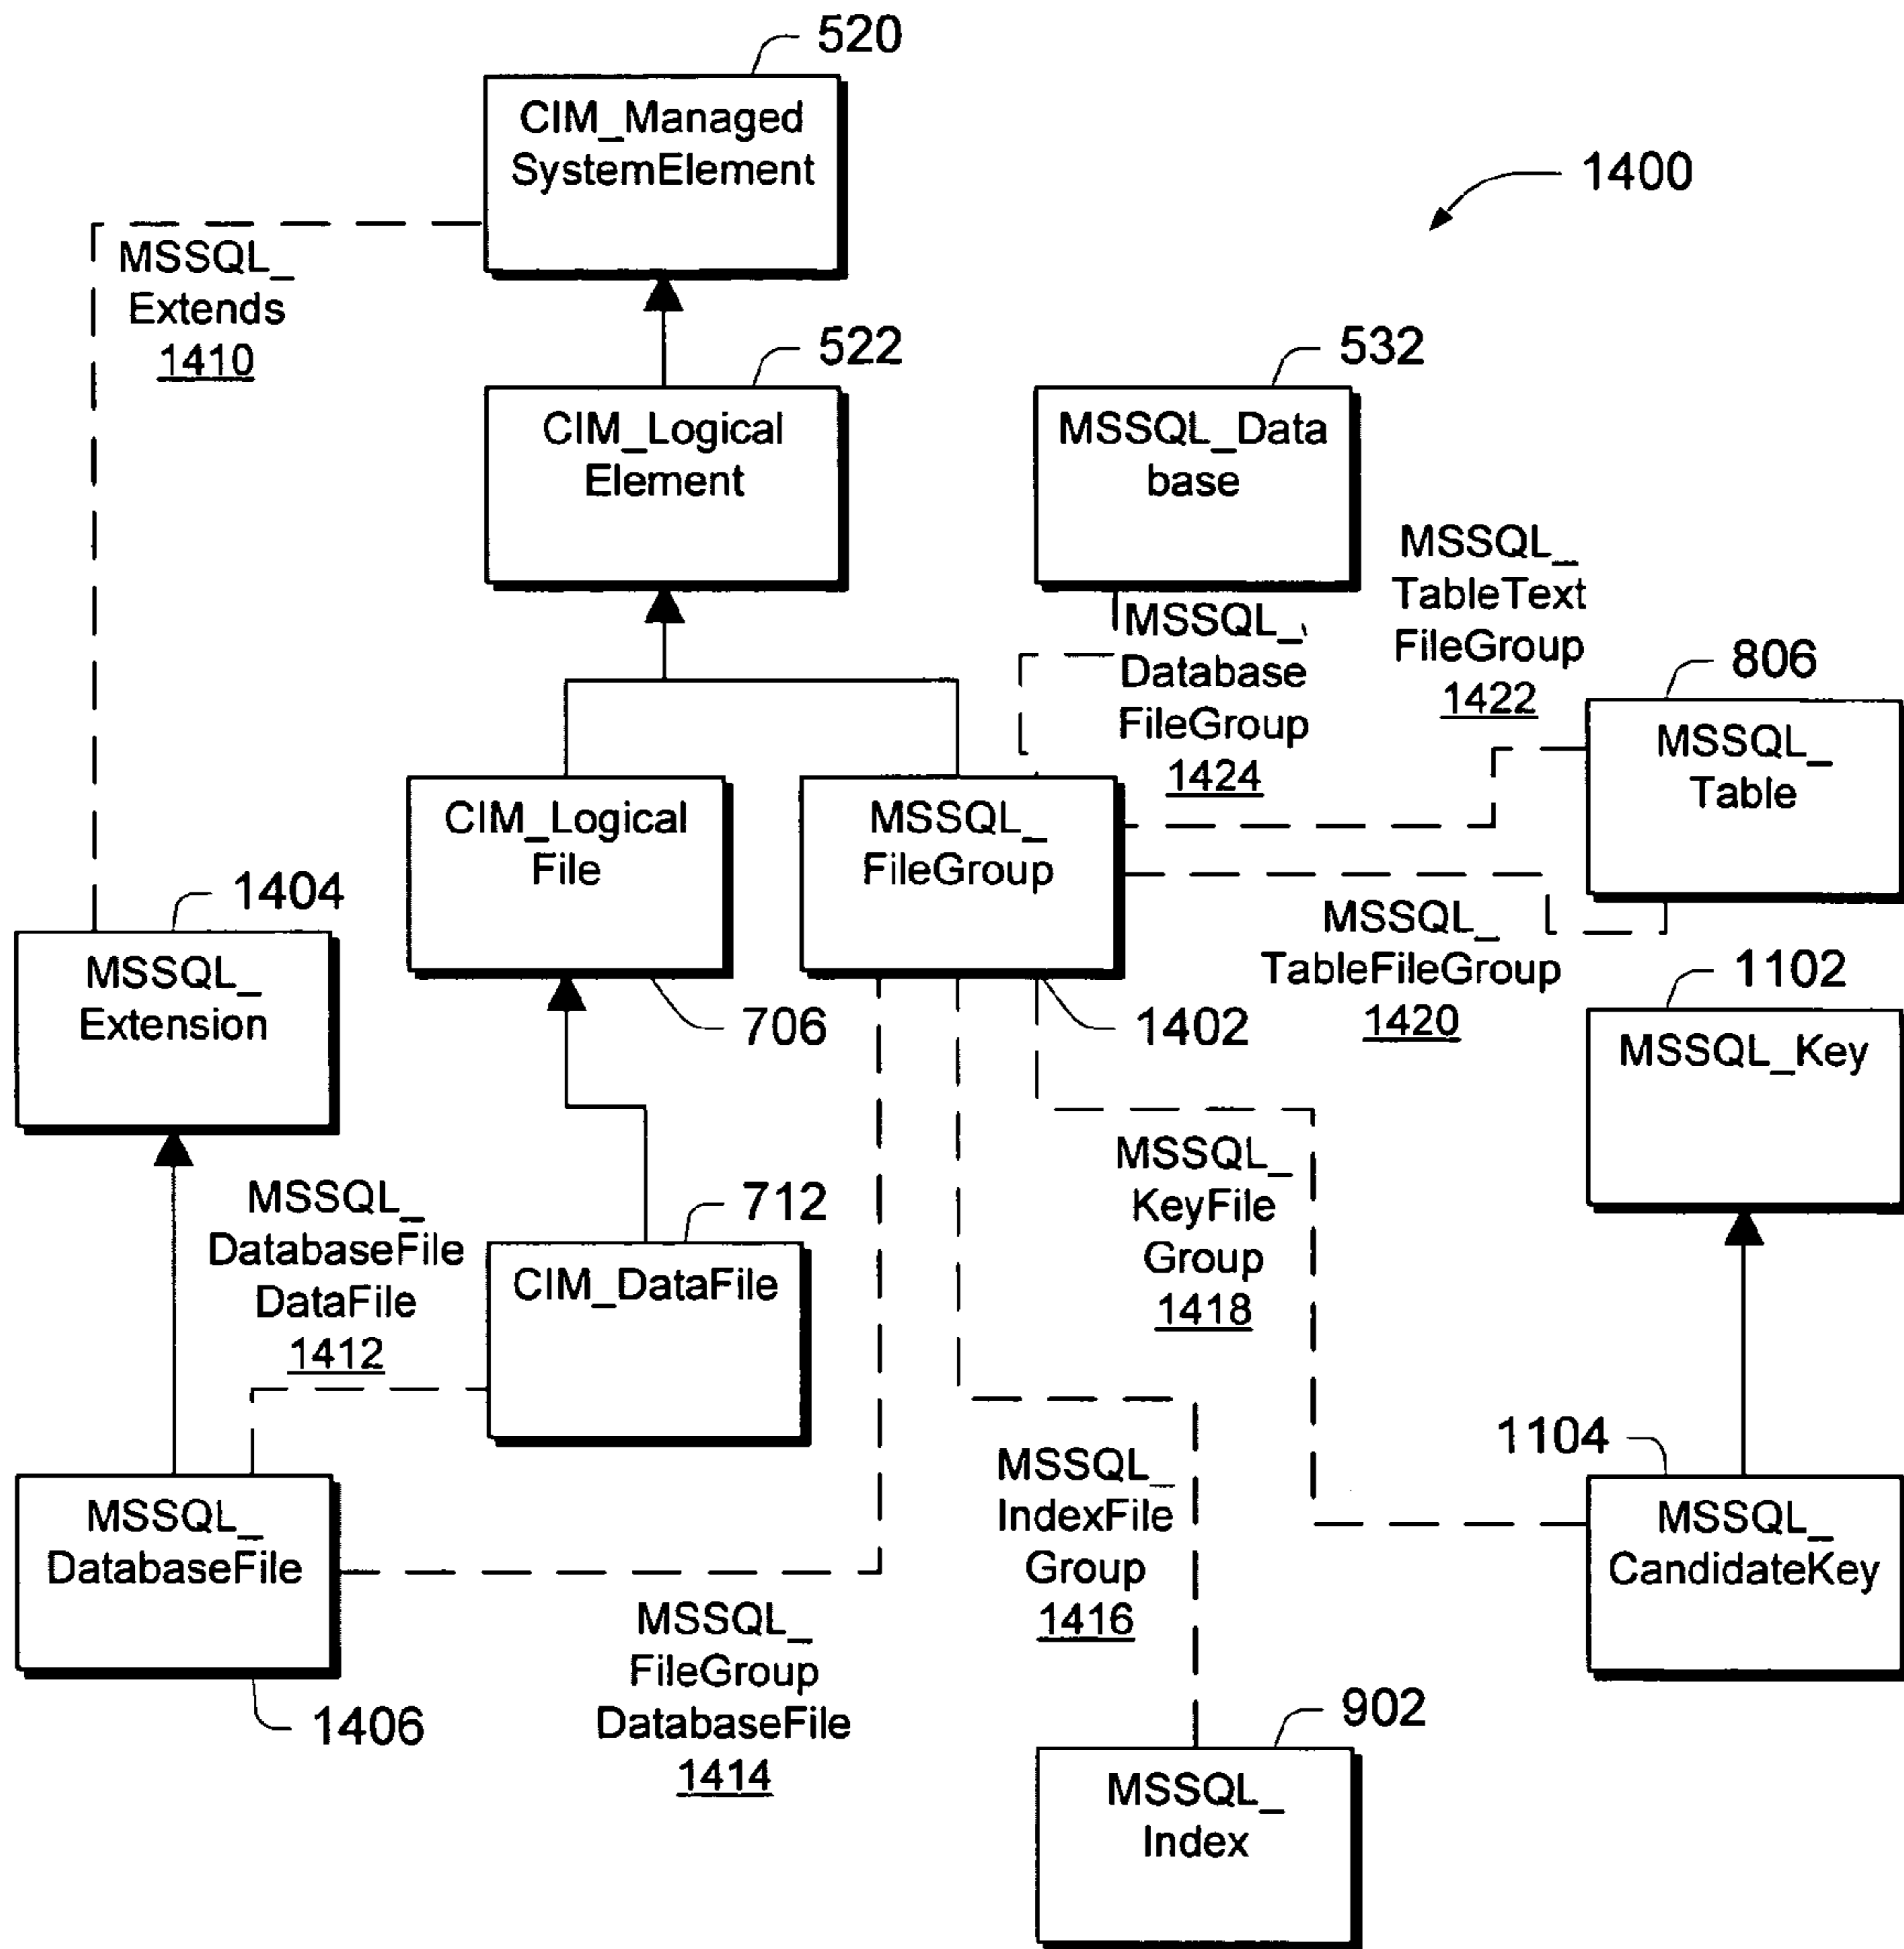 520
CIM_Managed
SystemElement
1400
MSSQL_
Extends
1410
522
532
CIM_Logical
Element
MSSQL_Data
base
MSSQL_
TableText
FileGroup
1422
MSSQL_
Database
FileGroup
1424
806
MSSQL_
Table
CIM_Logical
File
MSSQL_
FileGroup
1404
MSSQL_
Extension
706
1402
MSSQL_
TableFileGroup
1420
1102
MSSQL_Key
MSSQL_
DatabaseFile
DataFile
1412
712
CIM_DataFile
MSSQL_
KeyFile
Group
1418
1104
MSSQL_
CandidateKey
MSSQL_
DatabaseFile
1406
MSSQL_
IndexFile
Group
1416
MSSQL_
FileGroup
DatabaseFile
1414
902
MSSQL_
Index